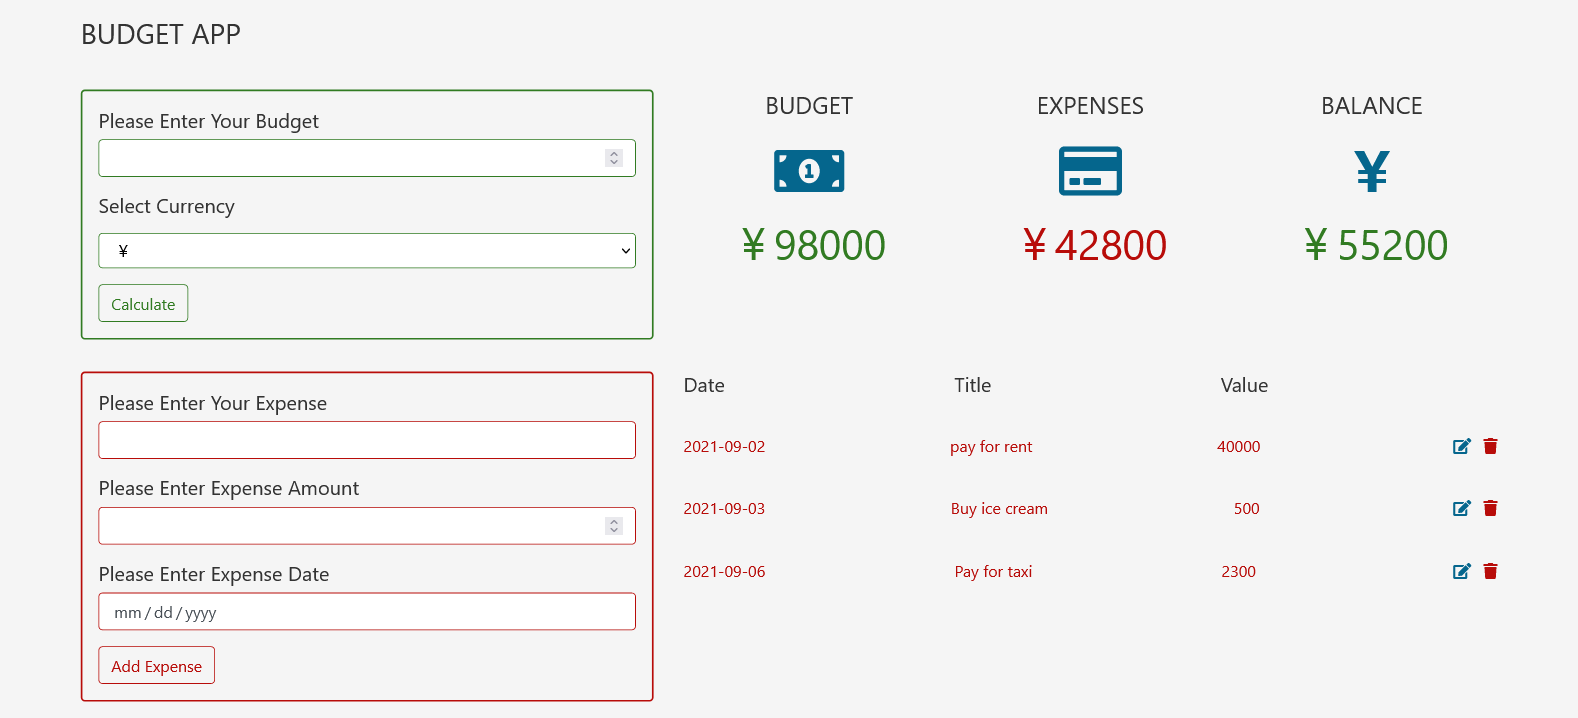 BUDGET APP
Please Enter Your Budget
Select Currency
¥
Calculate
BUDGET EXPENSES BALANCE
1 ¥
¥ 98000 ¥ 42800 ¥ 55200
Please Enter Your Expense
Please Enter Expense Amount
Please Enter Expense Date
mm / dd / yyyy
Add Expense
Date Title Value
2021-09-02 pay for rent 40000
2021-09-03 Buy ice cream 500
2021-09-06 Pay for taxi 2300